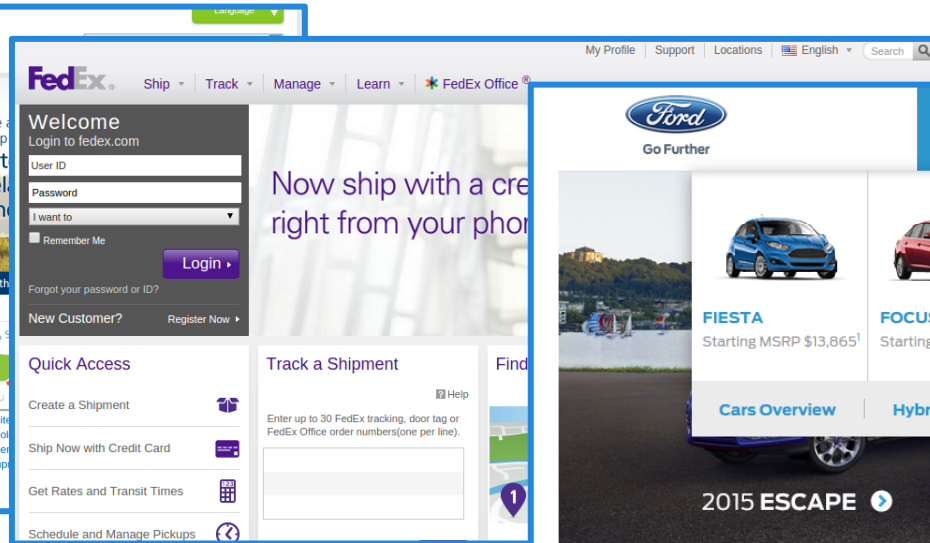 Language
My Profile
Support
Locations
English
Search
FedEx®
Ship
Track
Manage
Learn
FedEx Office ®
Welcome
Login to fedex.com
User ID
Password
I want to
Remember Me
Login
Forgot your password or ID?
New Customer?
Register Now
Now ship with a cre
right from your phor
Quick Access
Create a Shipment
Ship Now with Credit Card
Get Rates and Transit Times
Schedule and Manage Pickups
Track a Shipment
Help
Enter up to 30 FedEx tracking, door tag or
FedEx Office order numbers(one per line).
Find
1
Ford
Go Further
FIESTA
Starting MSRP $13,865¹
FOCUS
Starting
Cars Overview
Hybr
2015 ESCAPE